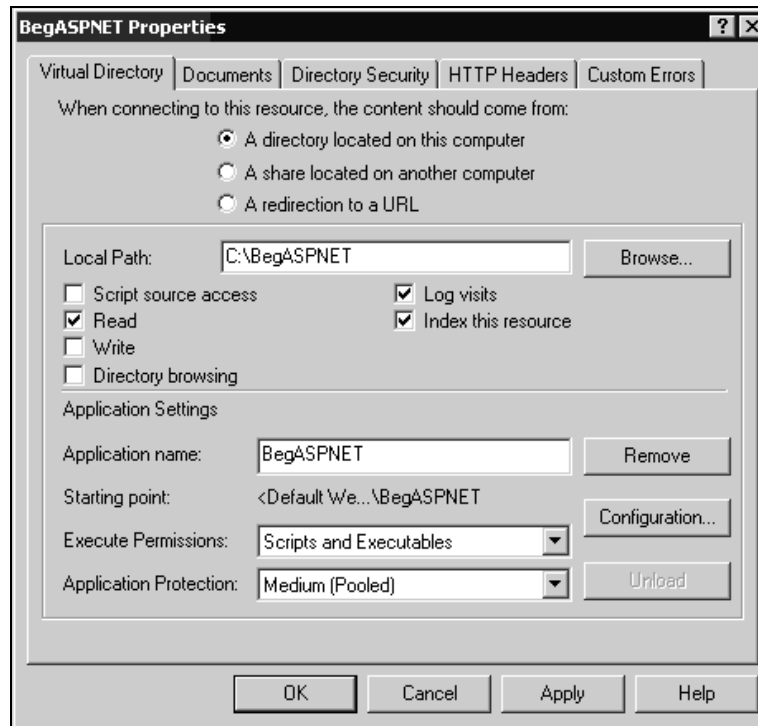 BegASPNET Properties
Virtual Directory Documents Directory Security HTTP Headers Custom Errors
When connecting to this resource, the content should come from:
A directory located on this computer
A share located on another computer
A redirection to a URL
Local Path: C:\BegASPNET Browse...
Script source access Log visits
Read Index this resource
Write
Directory browsing
Application Settings
Application name: BegASPNET Remove
Starting point: <Default We...\BegASPNET
Configuration...
Execute Permissions: Scripts and Executables
Application Protection: Medium (Pooled) Unload
OK Cancel Apply Help